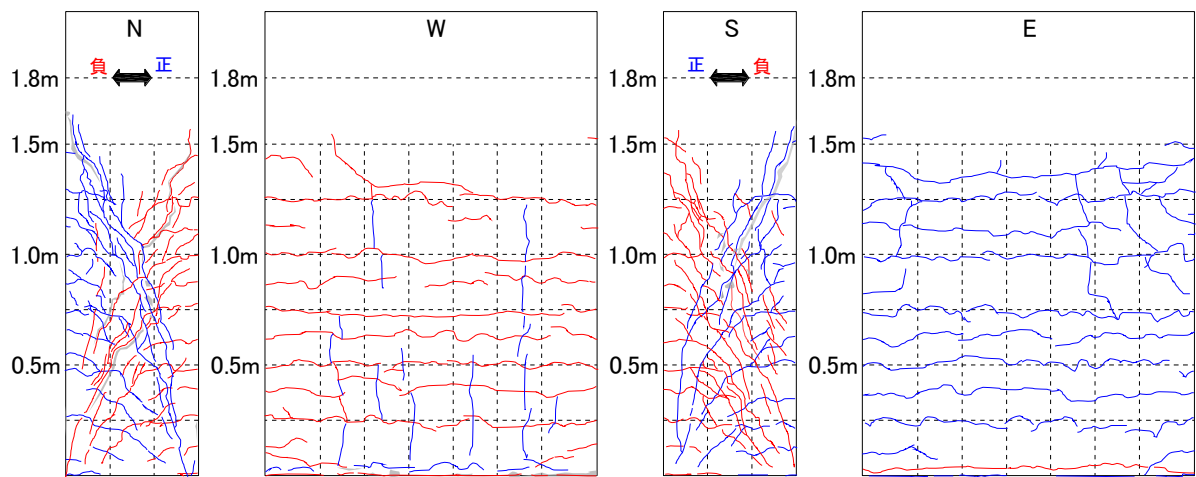 N W S E
負 正 正 負
1.8m 1.8m 1.8m 1.8m
1.5m 1.5m 1.5m 1.5m
1.0m 1.0m 1.0m 1.0m
0.5m 0.5m 0.5m 0.5m